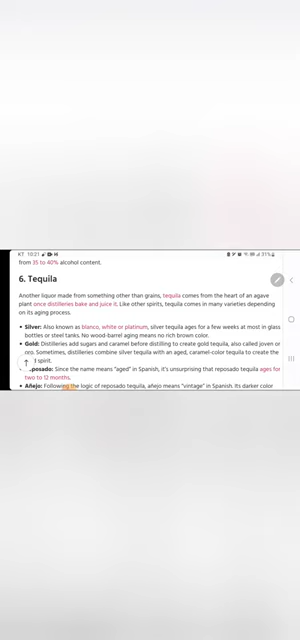 KT 10:21
31%
from 35 to 40% alcohol content.
6. Tequila
Another liquor made from something other than grains, tequila comes from the heart of an agave
plant once distilleries bake and juice it. Like other spirits, tequila comes in many varieties depending
on its aging process.
• Silver: Also known as blanco, white or platinum, silver tequila ages for a few weeks at most in glass
bottles or steel tanks. No wood-barrel aging means no rich brown color.
• Gold: Distilleries add sugars and caramel before distilling to create gold tequila, also called joven or
oro. Sometimes, distilleries combine silver tequila with an aged, caramel-color tequila to create the
d spirit.
posado: Since the name means "aged" in Spanish, it's unsurprising that reposado tequila ages for
two to 12 months.
• Añejo: Following the logic of reposado tequila, añejo means "vintage" in Spanish. Its darker color